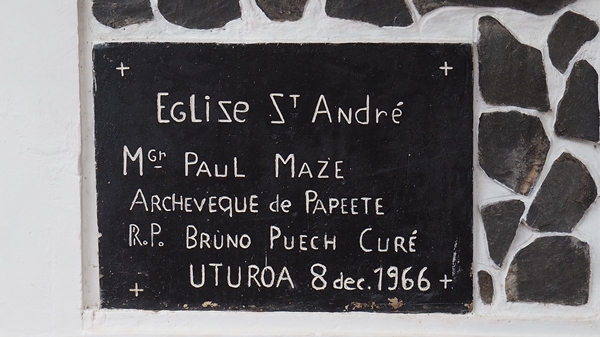 + +
EGLISE ST ANDRé
MGr PAUL MAZE
ARCHEVEQUE de PAPEETE
R.P. BRUNO PUECH CURÉ
UTUROA 8 dec. 1966
+ +